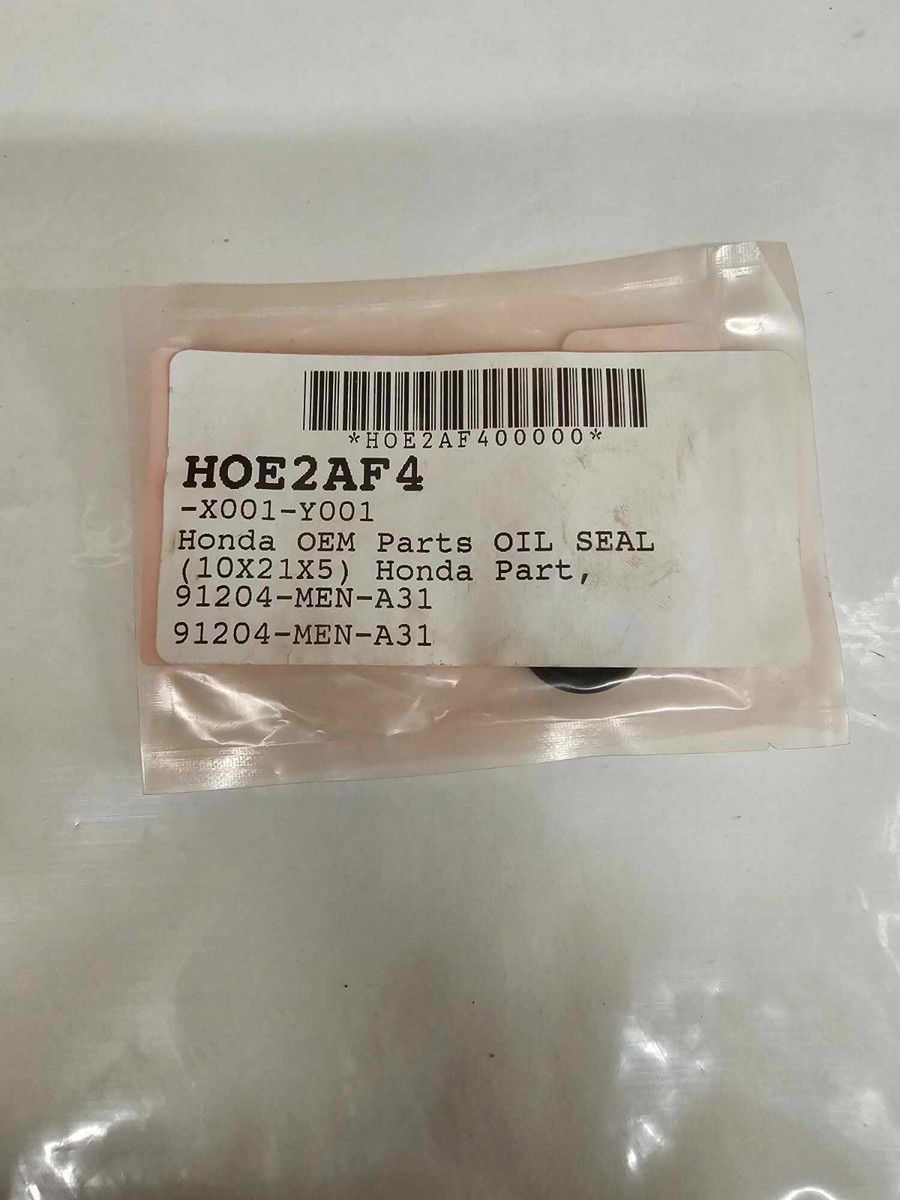 *HOE2AF400000*
HOE2AF4
-X001-Y001
Honda OEM Parts OIL SEAL
(10X21X5) Honda Part,
91204-MEN-A31
91204-MEN-A31